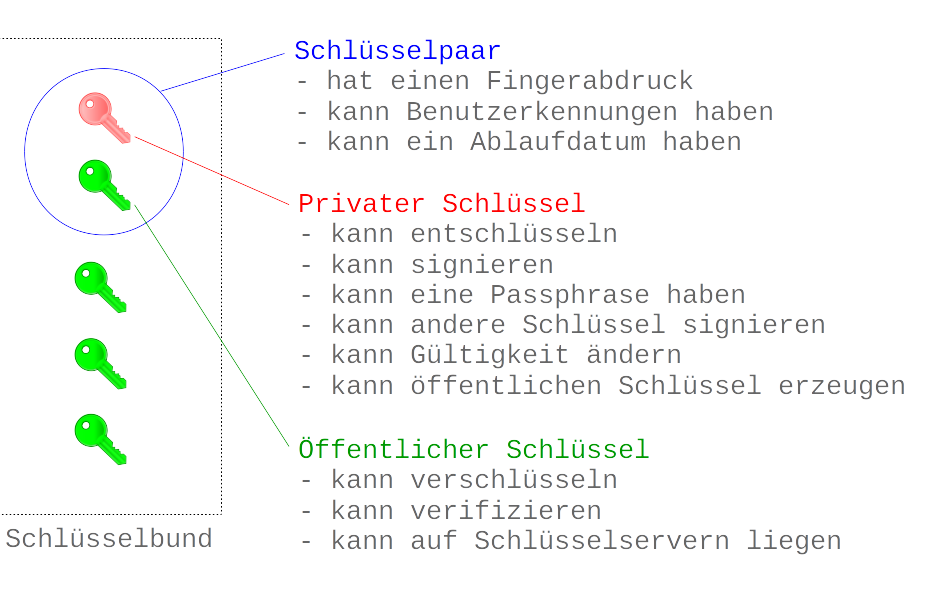 Schlüsselpaar
- hat einen Fingerabdruck
- kann Benutzerkennungen haben
- kann ein Ablaufdatum haben
Privater Schlüssel
- kann entschlüsseln
- kann signieren
- kann eine Passphrase haben
- kann andere Schlüssel signieren
- kann Gültigkeit ändern
- kann öffentlichen Schlüssel erzeugen
Öffentlicher Schlüssel
- kann verschlüsseln
- kann verifizieren
- kann auf Schlüsselservern liegen
Schlüsselbund